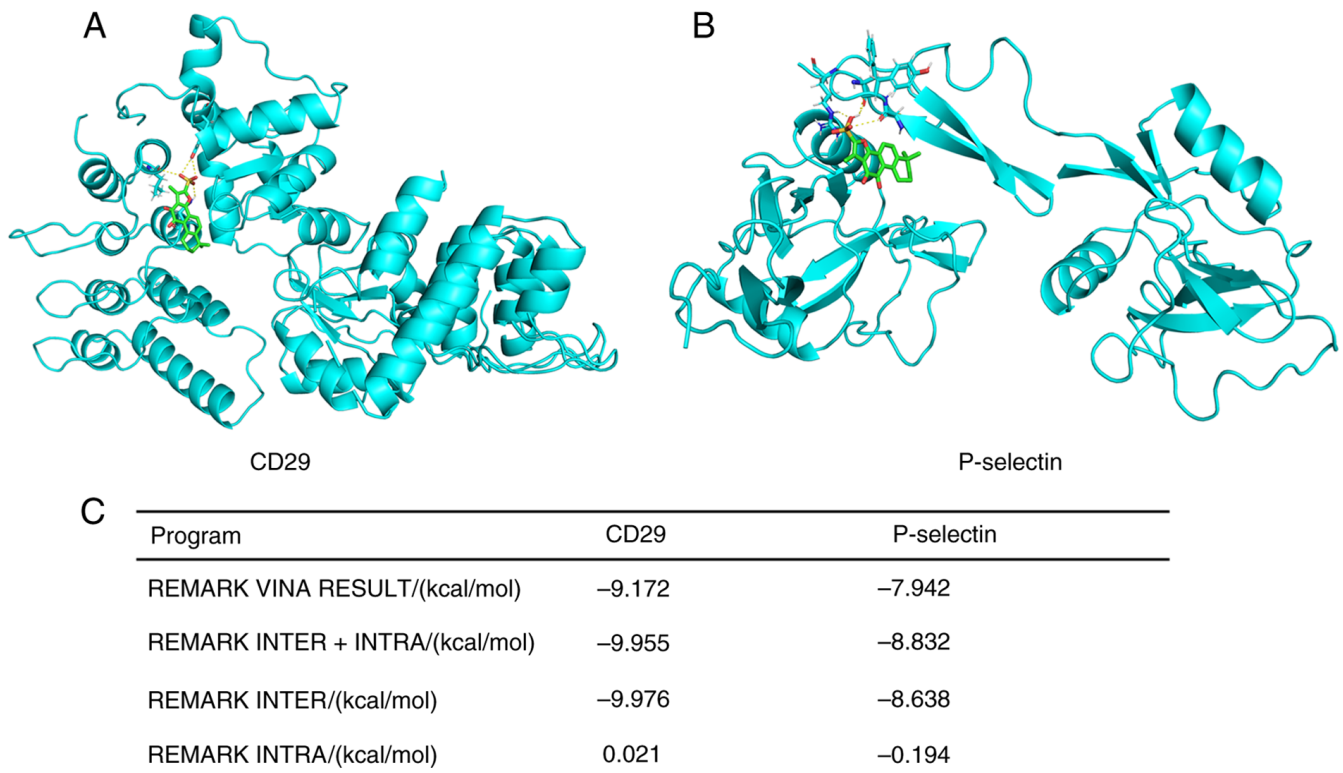 A
B
CD29
P-selectin
C
Program CD29 P-selectin
REMARK VINA RESULT/(kcal/mol) –9.172 –7.942
REMARK INTER + INTRA/(kcal/mol) –9.955 –8.832
REMARK INTER/(kcal/mol) –9.976 –8.638
REMARK INTRA/(kcal/mol) 0.021 –0.194